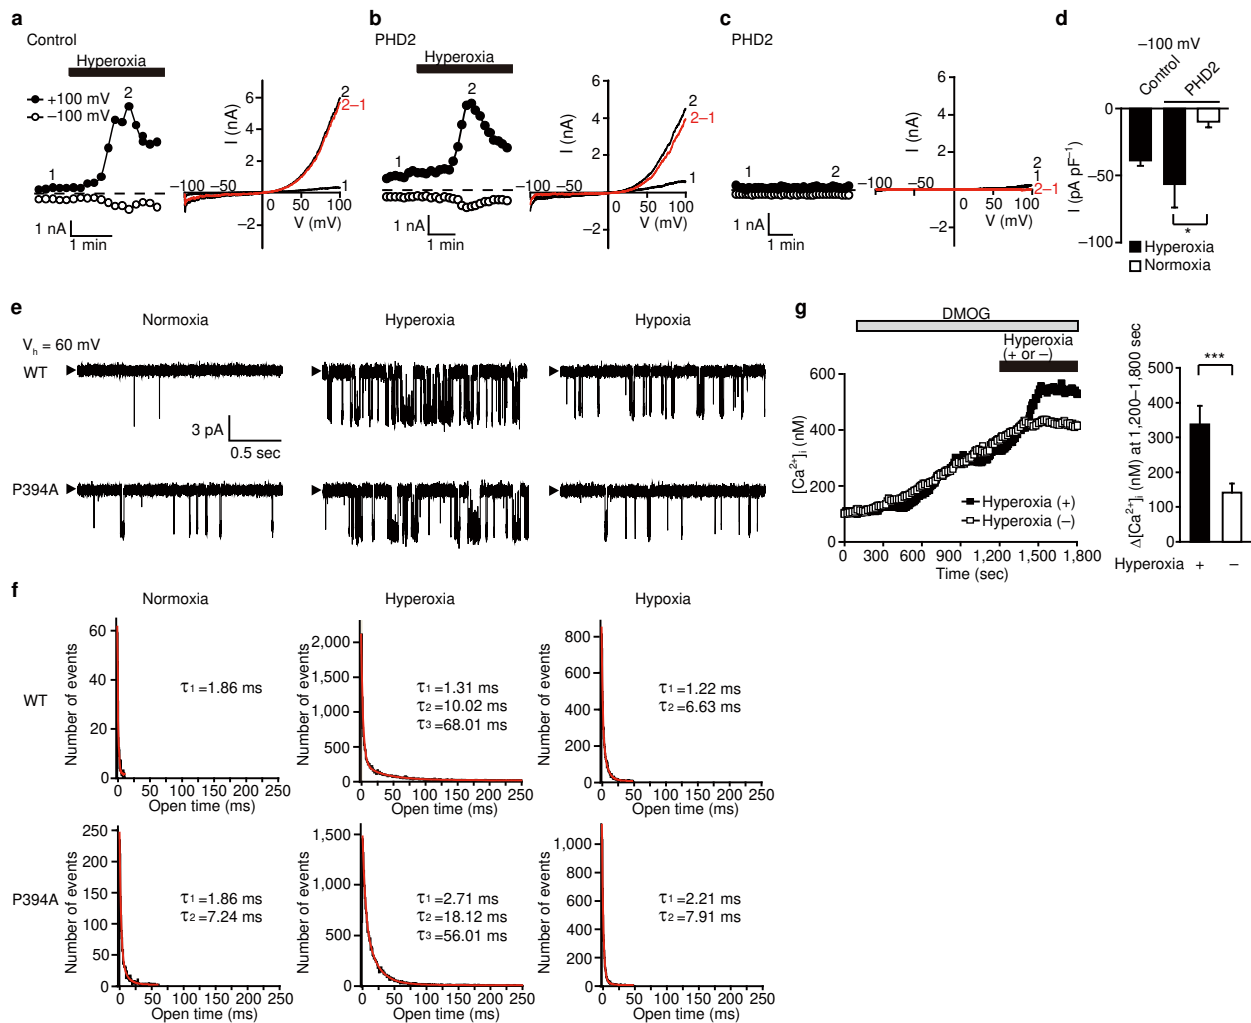 a
Control
Hyperoxia
+100 mV
−100 mV
1
2
1 nA
1 min
I (nA)
6
4
2
−2
−100
−50
0
50
100
V (mV)
2
2−1
1
b
PHD2
Hyperoxia
1
2
1 nA
1 min
I (nA)
6
4
2
−2
−100
−50
0
50
100
V (mV)
2
2−1
1
c
PHD2
1
2
1 nA
1 min
I (nA)
6
4
2
−2
−100
−50
0
50
100
V (mV)
2
1
2−1
d
−100 mV
Control
PHD2
0
−50
−100
I (pA pF−1)
*
Hyperoxia
Normoxia
e
Normoxia
Hyperoxia
Hypoxia
Vh = 60 mV
WT
3 pA
0.5 sec
P394A
g
DMOG
Hyperoxia
(+ or −)
600
400
200
0
[Ca2+]i (nM)
Hyperoxia (+)
Hyperoxia (−)
0 300 600 900 1,200 1,500 1,800
Time (sec)
Δ[Ca2+]i (nM) at 1,200−1,800 sec
500
400
300
200
100
0
***
Hyperoxia + −
f
Normoxia
Hyperoxia
Hypoxia
WT
Number of events
60
40
20
0
τ1=1.86 ms
0 50 100 150 200 250
Open time (ms)
Number of events
2,000
1,500
1,000
500
0
τ1=1.31 ms
τ2=10.02 ms
τ3=68.01 ms
0 50 100 150 200 250
Open time (ms)
Number of events
800
600
400
200
0
τ1=1.22 ms
τ2=6.63 ms
0 50 100 150 200 250
Open time (ms)
P394A
Number of events
250
200
150
100
50
0
τ1=1.86 ms
τ2=7.24 ms
0 50 100 150 200 250
Open time (ms)
Number of events
1,500
1,000
500
0
τ1=2.71 ms
τ2=18.12 ms
τ3=56.01 ms
0 50 100 150 200 250
Open time (ms)
Number of events
1,000
800
600
400
200
0
τ1=2.21 ms
τ2=7.91 ms
0 50 100 150 200 250
Open time (ms)